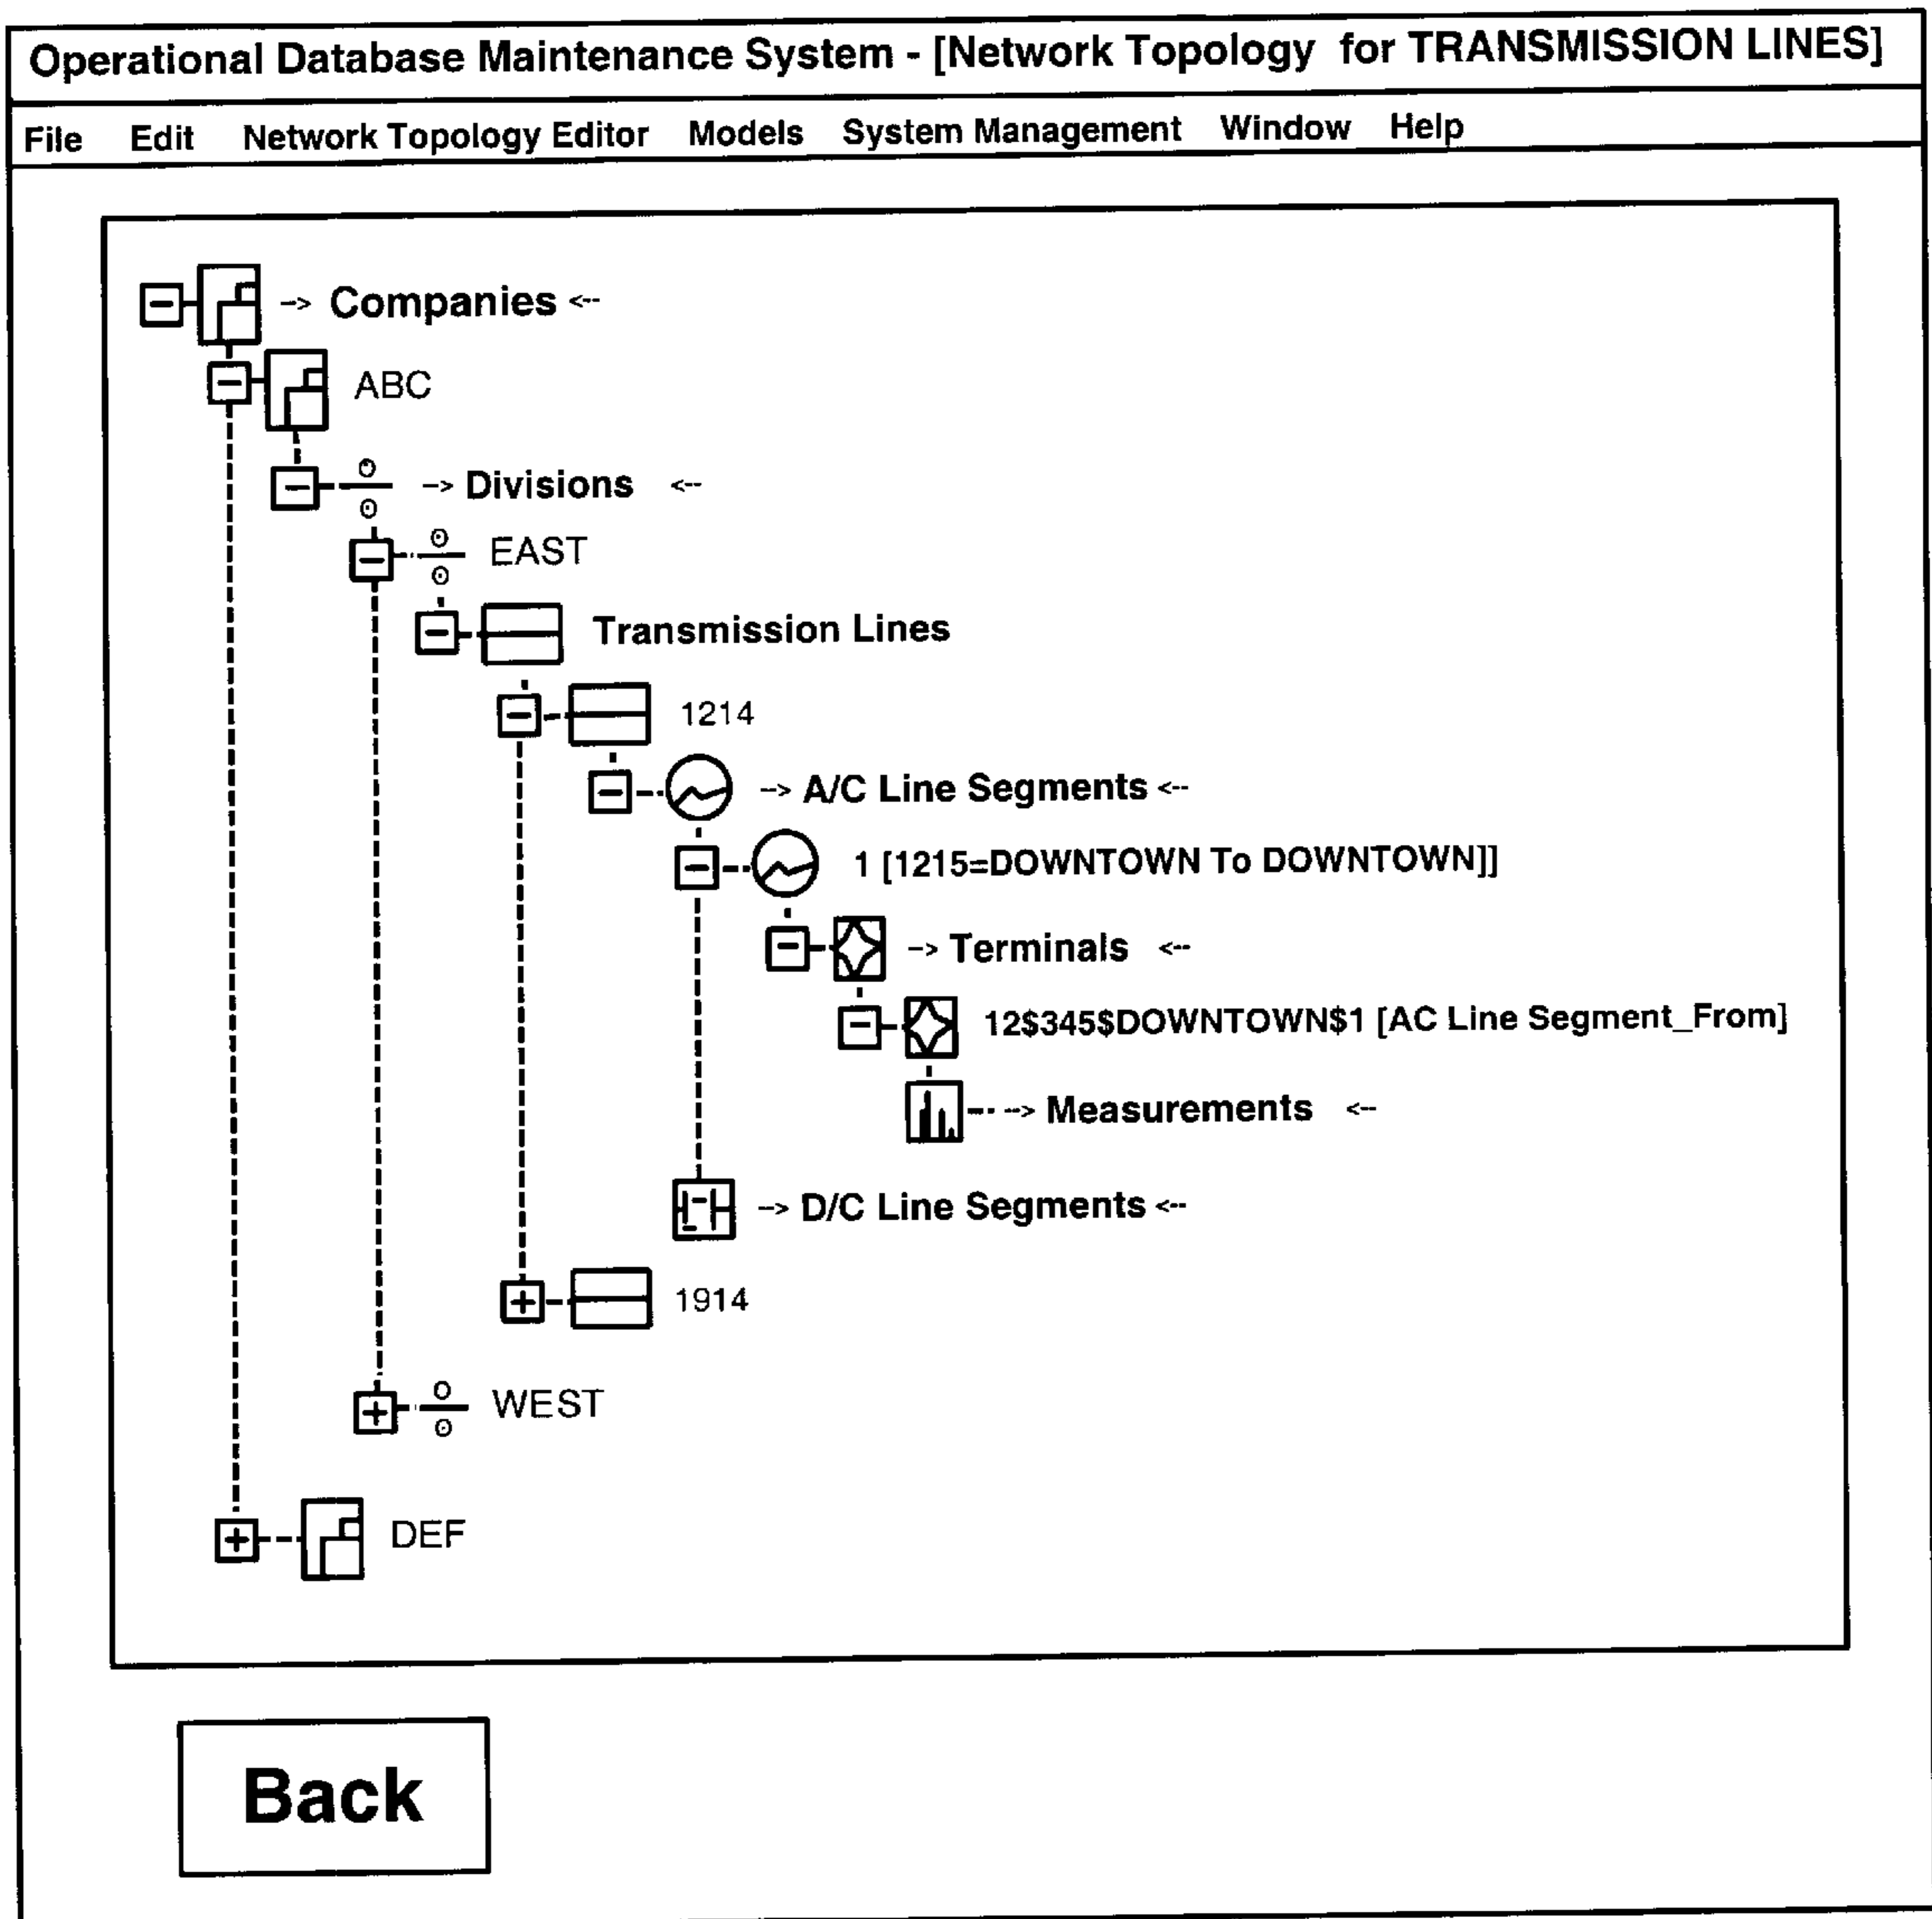 Operational Database Maintenance System - [Network Topology for TRANSMISSION LINES]
File Edit Network Topology Editor Models System Management Window Help
--> Companies <--
ABC
--> Divisions <--
EAST
Transmission Lines
1214
--> A/C Line Segments <--
1 [1215=DOWNTOWN To DOWNTOWN]]
--> Terminals <--
12$345$DOWNTOWN$1 [AC Line Segment_From]
--> Measurements <--
--> D/C Line Segments <--
1914
WEST
DEF
Back